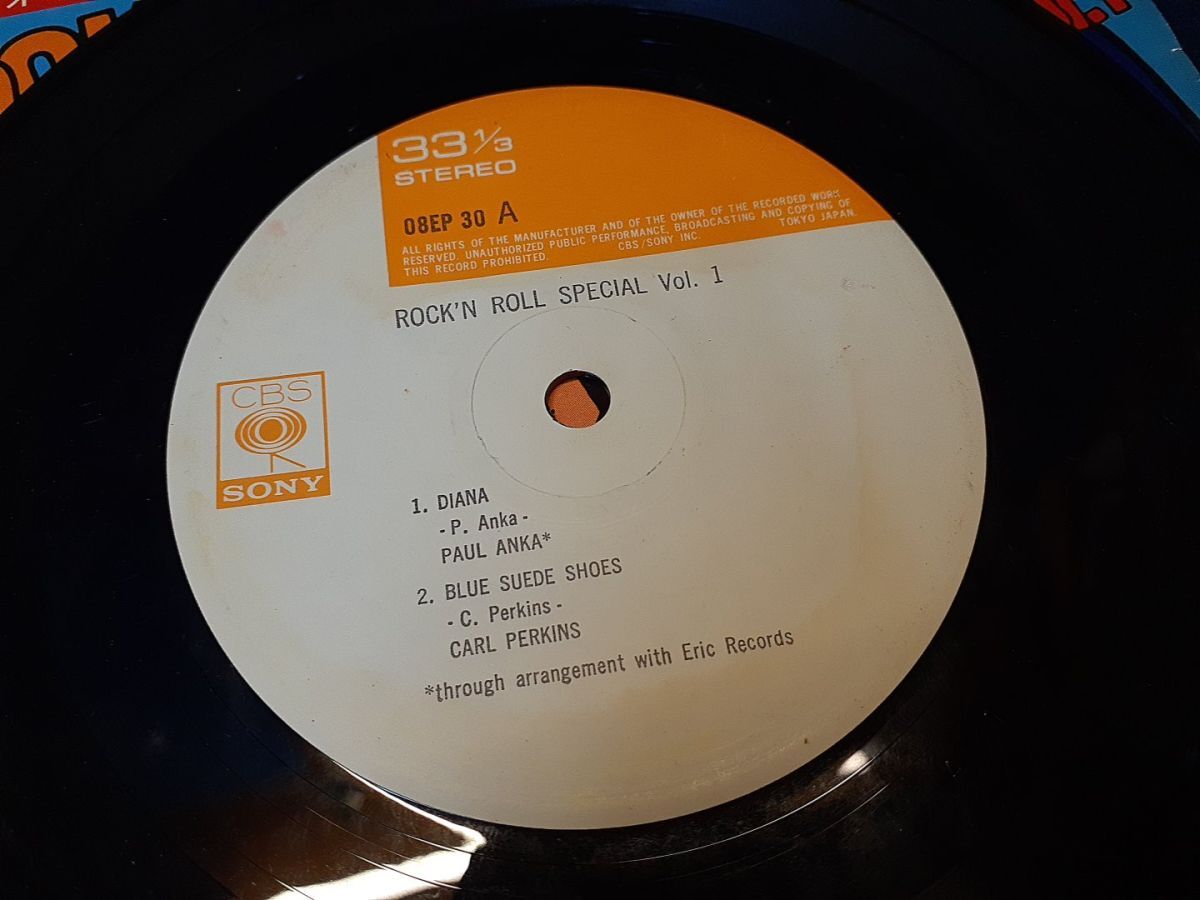 33 1/3
STEREO
08EP 30 A
ALL RIGHTS OF THE MANUFACTURER AND OF THE OWNER OF THE RECORDED WORK
RESERVED. UNAUTHORIZED PUBLIC PERFORMANCE, BROADCASTING AND COPYING OF
THIS RECORD PROHIBITED. CBS/SONY INC. TOKYO JAPAN.
ROCK'N ROLL SPECIAL Vol. 1
CBS
SONY
1. DIANA
- P. Anka -
PAUL ANKA*
2. BLUE SUEDE SHOES
- C. Perkins -
CARL PERKINS
*through arrangement with Eric Records